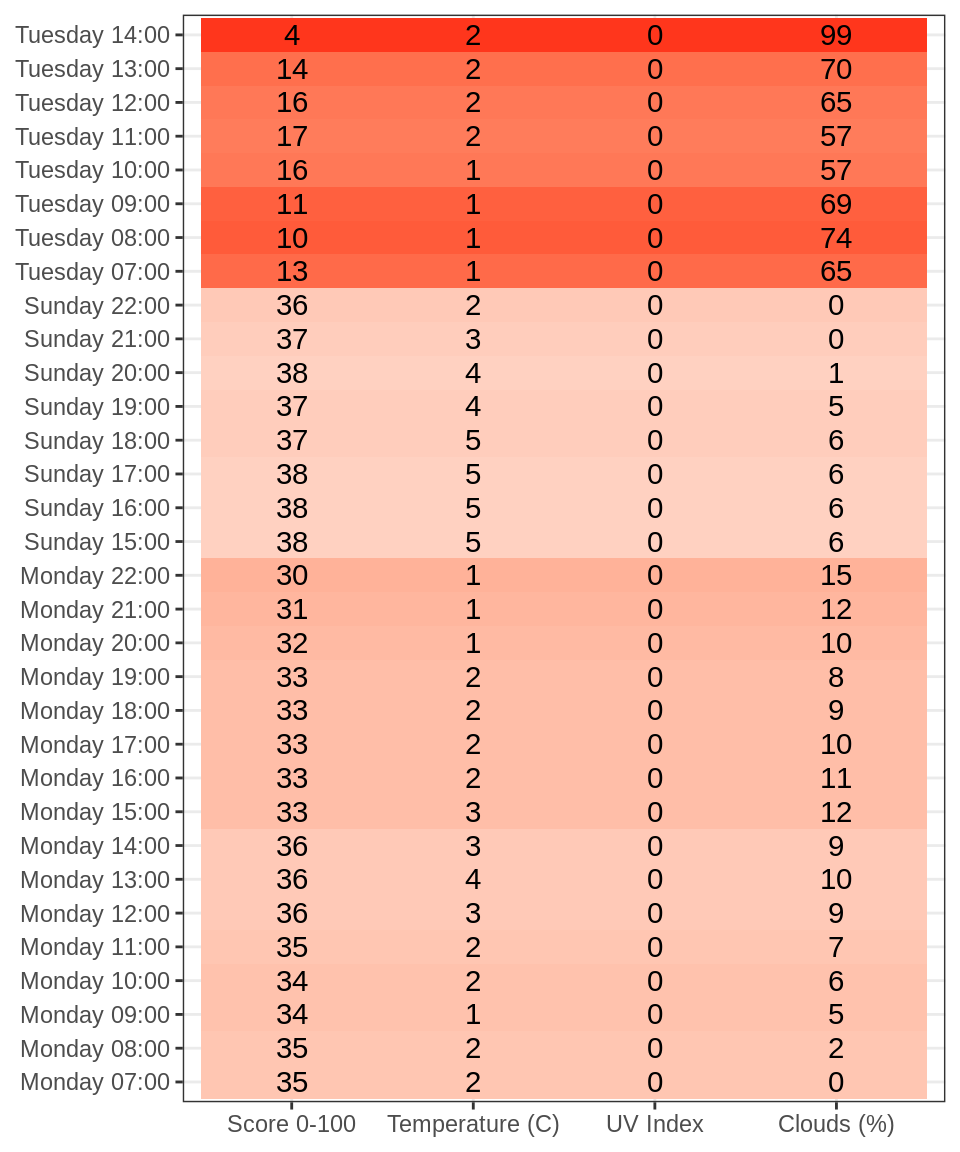 Tuesday 14:00 4 2 0 99
Tuesday 13:00 14 2 0 70
Tuesday 12:00 16 2 0 65
Tuesday 11:00 17 2 0 57
Tuesday 10:00 16 1 0 57
Tuesday 09:00 11 1 0 69
Tuesday 08:00 10 1 0 74
Tuesday 07:00 13 1 0 65
Sunday 22:00 36 2 0 0
Sunday 21:00 37 3 0 0
Sunday 20:00 38 4 0 1
Sunday 19:00 37 4 0 5
Sunday 18:00 37 5 0 6
Sunday 17:00 38 5 0 6
Sunday 16:00 38 5 0 6
Sunday 15:00 38 5 0 6
Monday 22:00 30 1 0 15
Monday 21:00 31 1 0 12
Monday 20:00 32 1 0 10
Monday 19:00 33 2 0 8
Monday 18:00 33 2 0 9
Monday 17:00 33 2 0 10
Monday 16:00 33 2 0 11
Monday 15:00 33 3 0 12
Monday 14:00 36 3 0 9
Monday 13:00 36 4 0 10
Monday 12:00 36 3 0 9
Monday 11:00 35 2 0 7
Monday 10:00 34 2 0 6
Monday 09:00 34 1 0 5
Monday 08:00 35 2 0 2
Monday 07:00 35 2 0 0
Score 0-100 Temperature (C) UV Index Clouds (%)